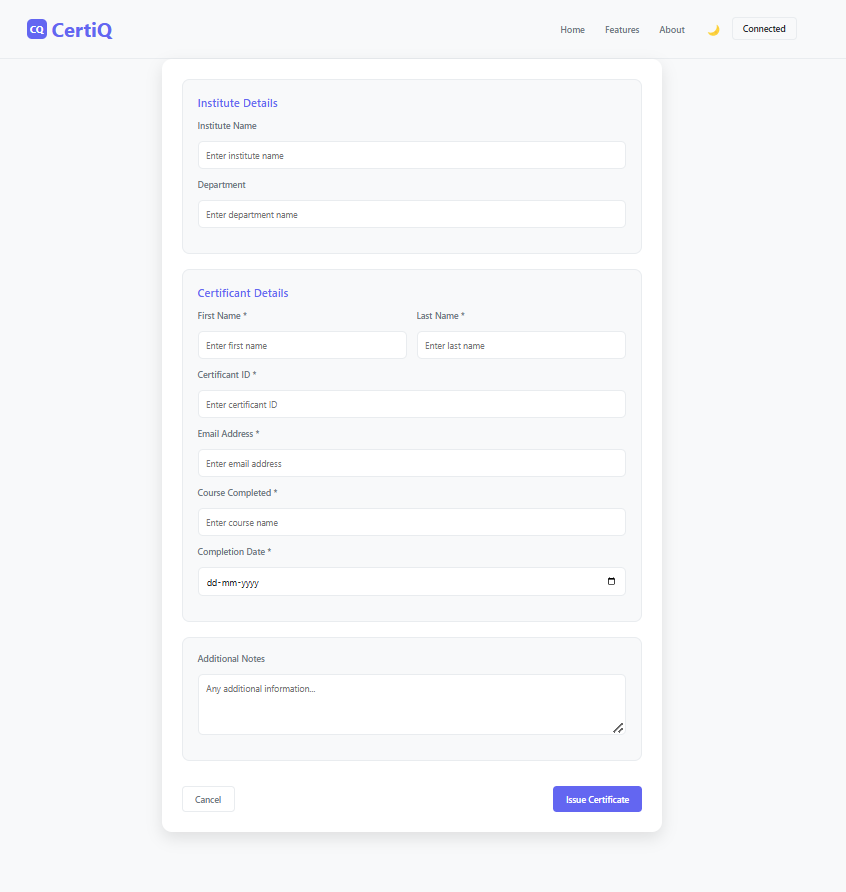 CQ CertiQ
Home Features About Connected
Institute Details
Institute Name
Enter institute name
Department
Enter department name
Certificant Details
First Name * Last Name *
Enter first name Enter last name
Certificant ID *
Enter certificant ID
Email Address *
Enter email address
Course Completed *
Enter course name
Completion Date *
dd-mm-yyyy
Additional Notes
Any additional information...
Cancel Issue Certificate